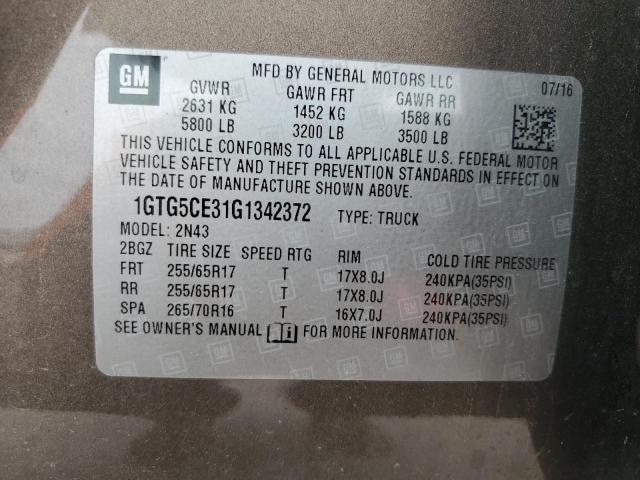 GM
MFD BY GENERAL MOTORS LLC 07/16
GVWR GAWR FRT GAWR RR
2631 KG 1452 KG 1588 KG
5800 LB 3200 LB 3500 LB
THIS VEHICLE CONFORMS TO ALL APPLICABLE U.S. FEDERAL MOTOR
VEHICLE SAFETY AND THEFT PREVENTION STANDARDS IN EFFECT ON
THE DATE OF MANUFACTURE SHOWN ABOVE.
1GTG5CE31G1342372 TYPE: TRUCK
MODEL: 2N43
2BGZ TIRE SIZE SPEED RTG RIM COLD TIRE PRESSURE
FRT 255/65R17 T 17X8.0J 240KPA(35PSI)
RR 255/65R17 T 17X8.0J 240KPA(35PSI)
SPA 265/70R16 T 16X7.0J 240KPA(35PSI)
SEE OWNER'S MANUAL FOR MORE INFORMATION.